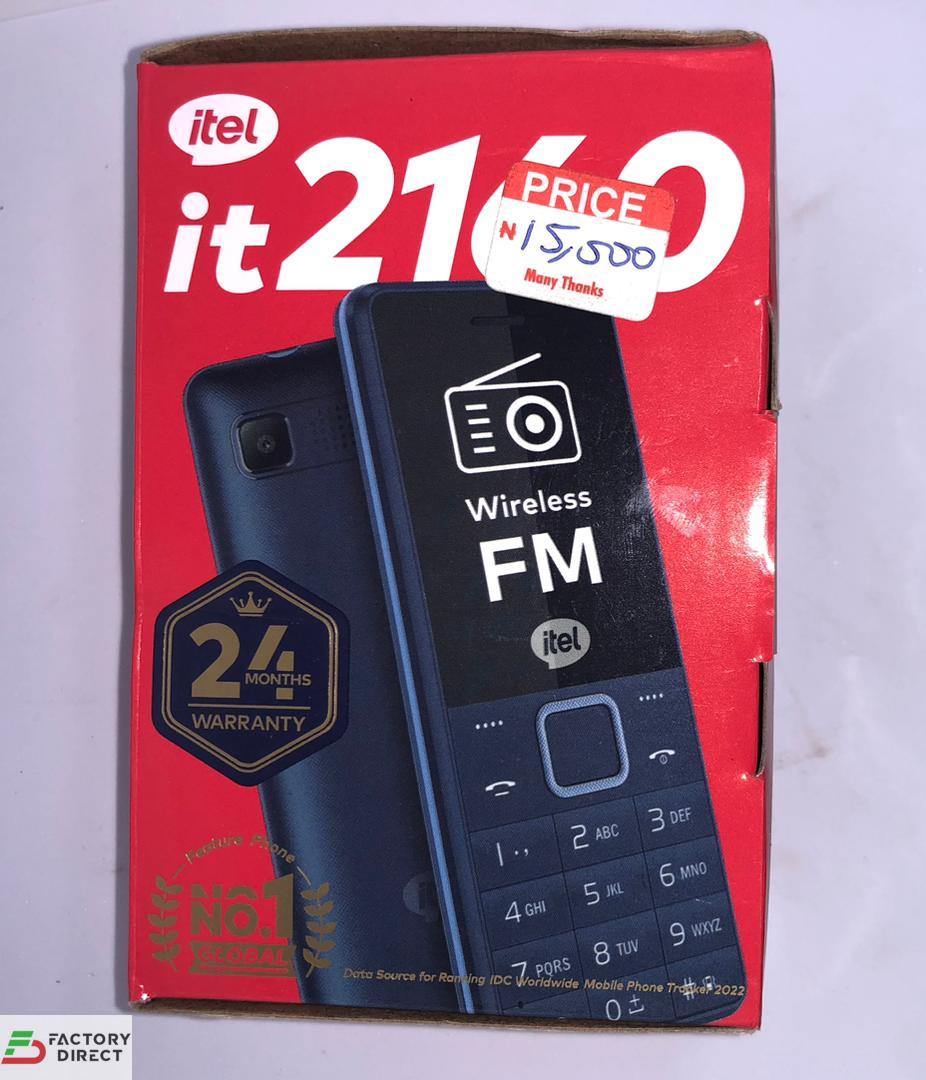 itel
it2160
PRICE
₦15,500
Many Thanks
Wireless
FM
itel
24
MONTHS
WARRANTY
1 .,
2 ABC
3 DEF
4 GHI
5 JKL
6 MNO
7 PQRS
8 TUV
9 WXYZ
0 ±
#
Feature Phone
NO.1
GLOBAL
Data Source for Ranking IDC Worldwide Mobile Phone Tracker 2022
FACTORY
DIRECT